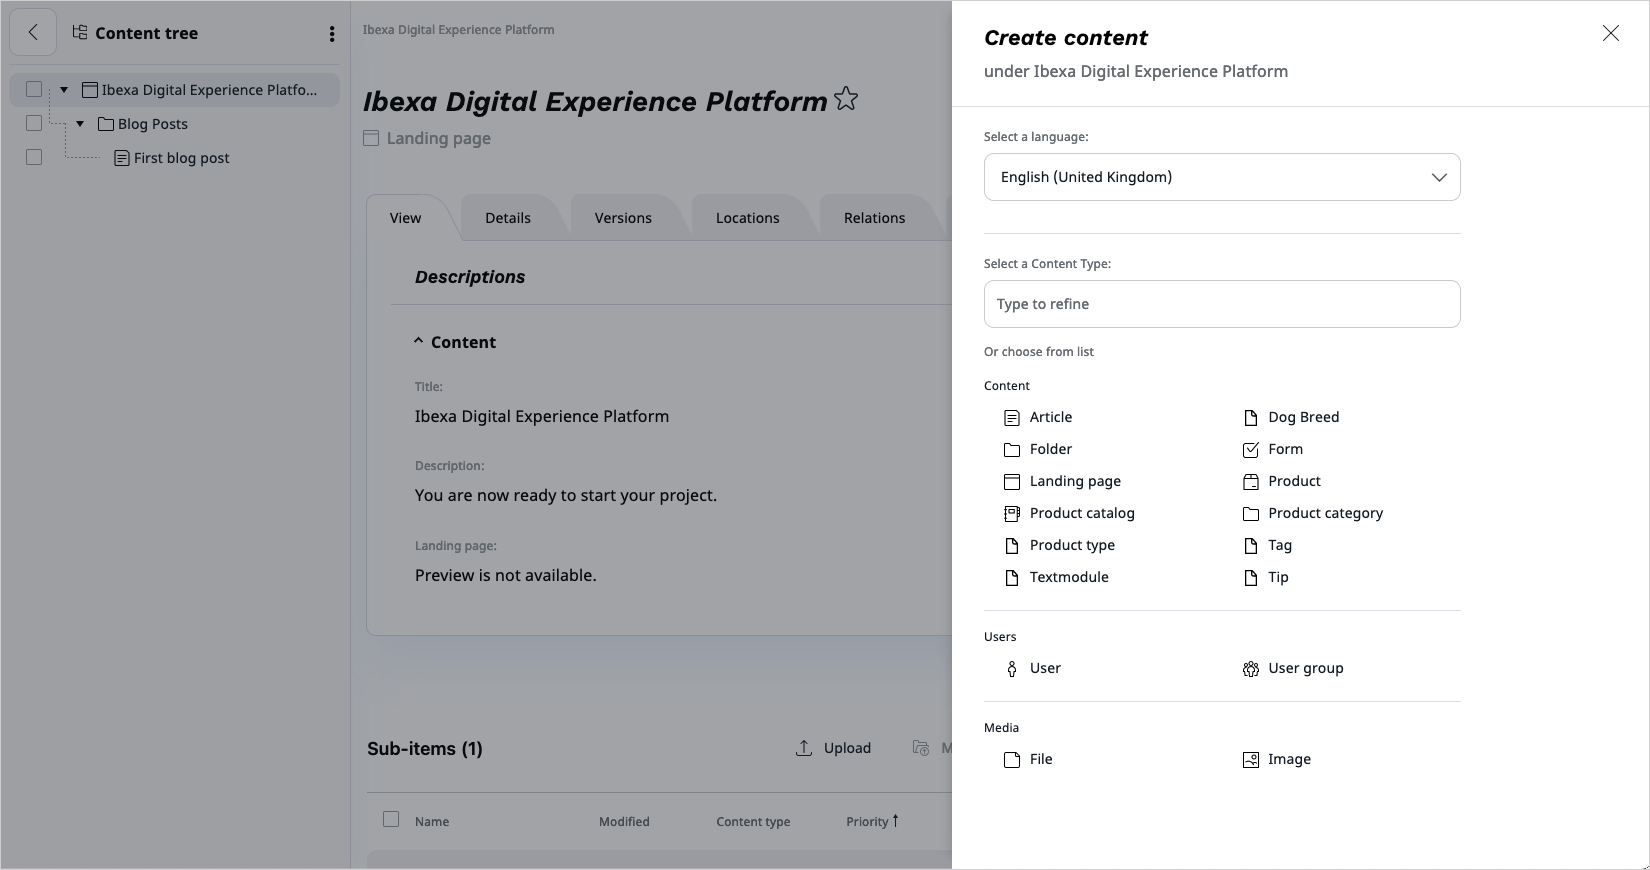 Content tree
Ibexa Digital Experience Platfo...
Blog Posts
First blog post
Ibexa Digital Experience Platform
Ibexa Digital Experience Platform
Landing page
View
Details
Versions
Locations
Relations
Descriptions
Content
Title:
Ibexa Digital Experience Platform
Description:
You are now ready to start your project.
Landing page:
Preview is not available.
Sub-items (1)
Upload
M
Name
Modified
Content type
Priority
Create content
under Ibexa Digital Experience Platform
Select a language:
English (United Kingdom)
Select a Content Type:
Type to refine
Or choose from list
Content
Article
Dog Breed
Folder
Form
Landing page
Product
Product catalog
Product category
Product type
Tag
Textmodule
Tip
Users
User
User group
Media
File
Image